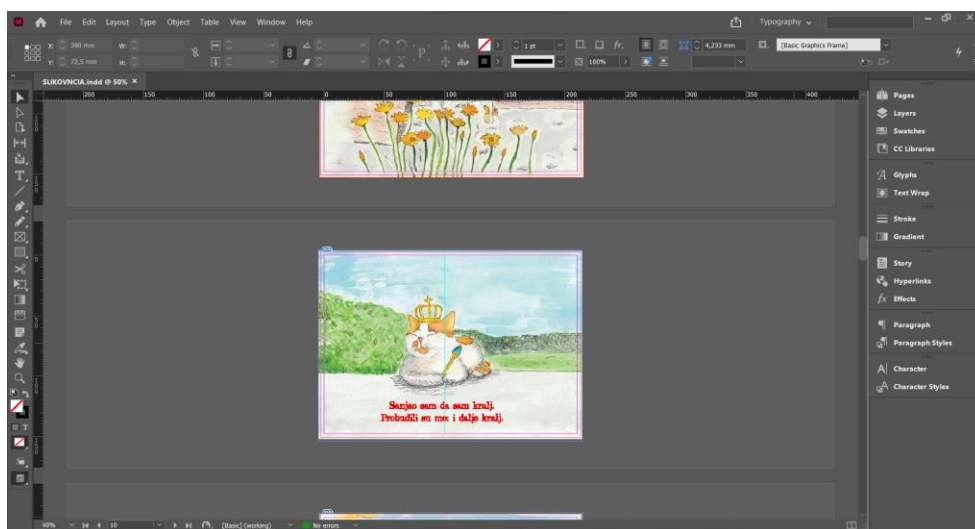 File Edit Layout Type Object Table View Window Help
Typography
X: 200 mm W: H:
Y: 72,5 mm
1 pt
100%
4,233 mm
[Basic Graphics Frame]
SLIKOVNCIA.indd @ 50% ×
200 150 100 50 0 50 100 150 200 250 300 350 400
Pages
Layers
Swatches
CC Libraries
Glyphs
Text Wrap
Stroke
Gradient
Story
Hyperlinks
Effects
Paragraph
Paragraph Styles
Character
Character Styles
Sanjao sam da sam kralj.
Probudili su me: i dalje kralj.
49% 10 [Basic] (working) No errors